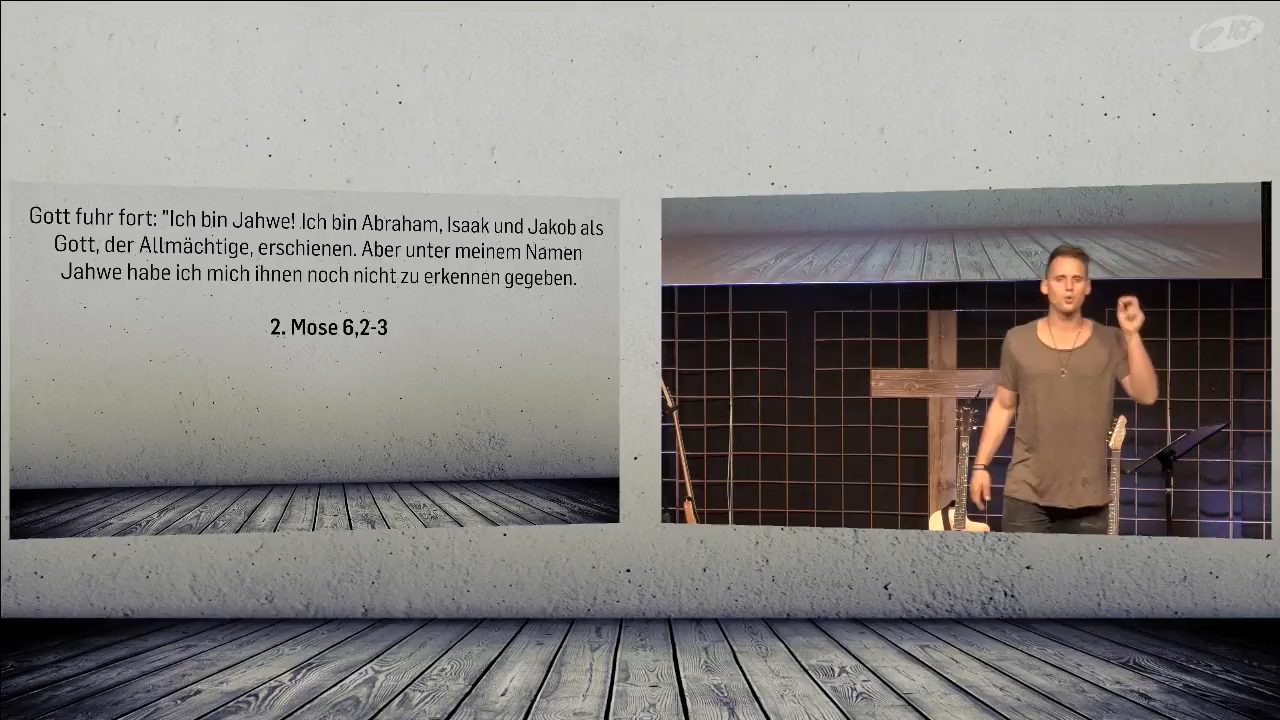 Gott fuhr fort: "Ich bin Jahwe! Ich bin Abraham, Isaak und Jakob als
Gott, der Allmächtige, erschienen. Aber unter meinem Namen
Jahwe habe ich mich ihnen noch nicht zu erkennen gegeben.
2. Mose 6,2-3
ICF